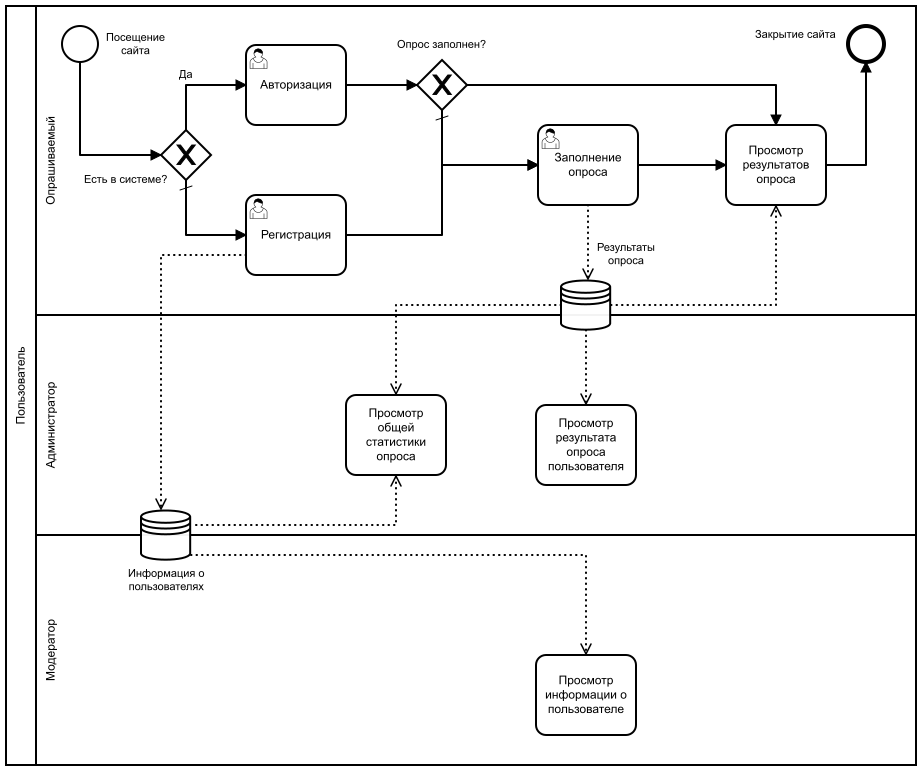 Пользователь
Опрашиваемый
Посещение
сайта
Да
Есть в системе?
Авторизация
Регистрация
Опрос заполнен?
Заполнение
опроса
Результаты
опроса
Просмотр
результатов
опроса
Закрытие сайта
Администратор
Просмотр
общей
статистики
опроса
Просмотр
результата
опроса
пользователя
Информация о
пользователях
Модератор
Просмотр
информации о
пользователе